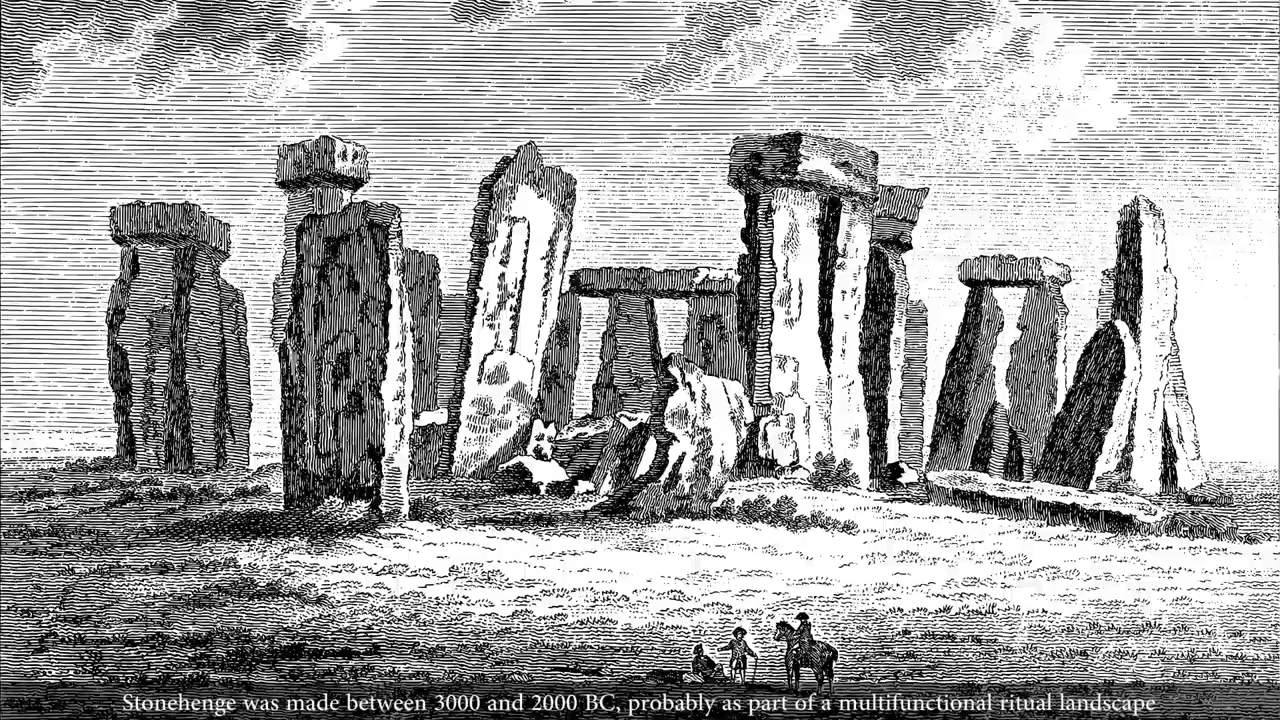 Stonehenge was made between 3000 and 2000 BC, probably as part of a multifunctional ritual landscape